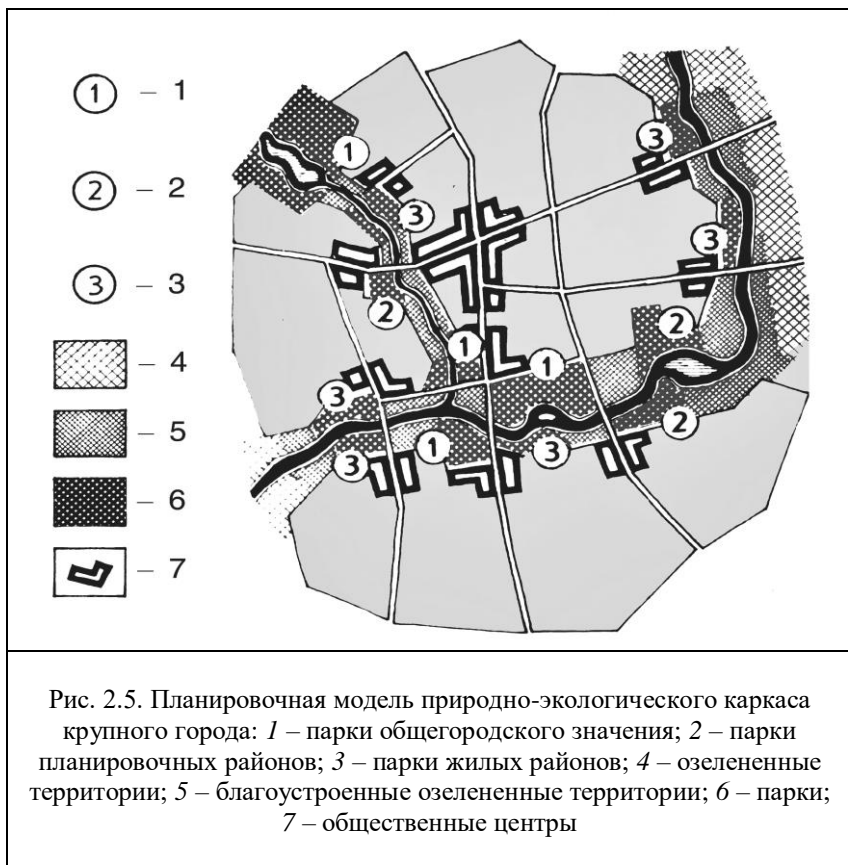 1 – 1
2 – 2
3 – 3
– 4
– 5
– 6
– 7
1
3
3
3
2
1
1
2
3
3
1
3
2
Рис. 2.5. Планировочная модель природно-экологического каркаса
крупного города: 1 – парки общегородского значения; 2 – парки
планировочных районов; 3 – парки жилых районов; 4 – озелененные
территории; 5 – благоустроенные озелененные территории; 6 – парки;
7 – общественные центры